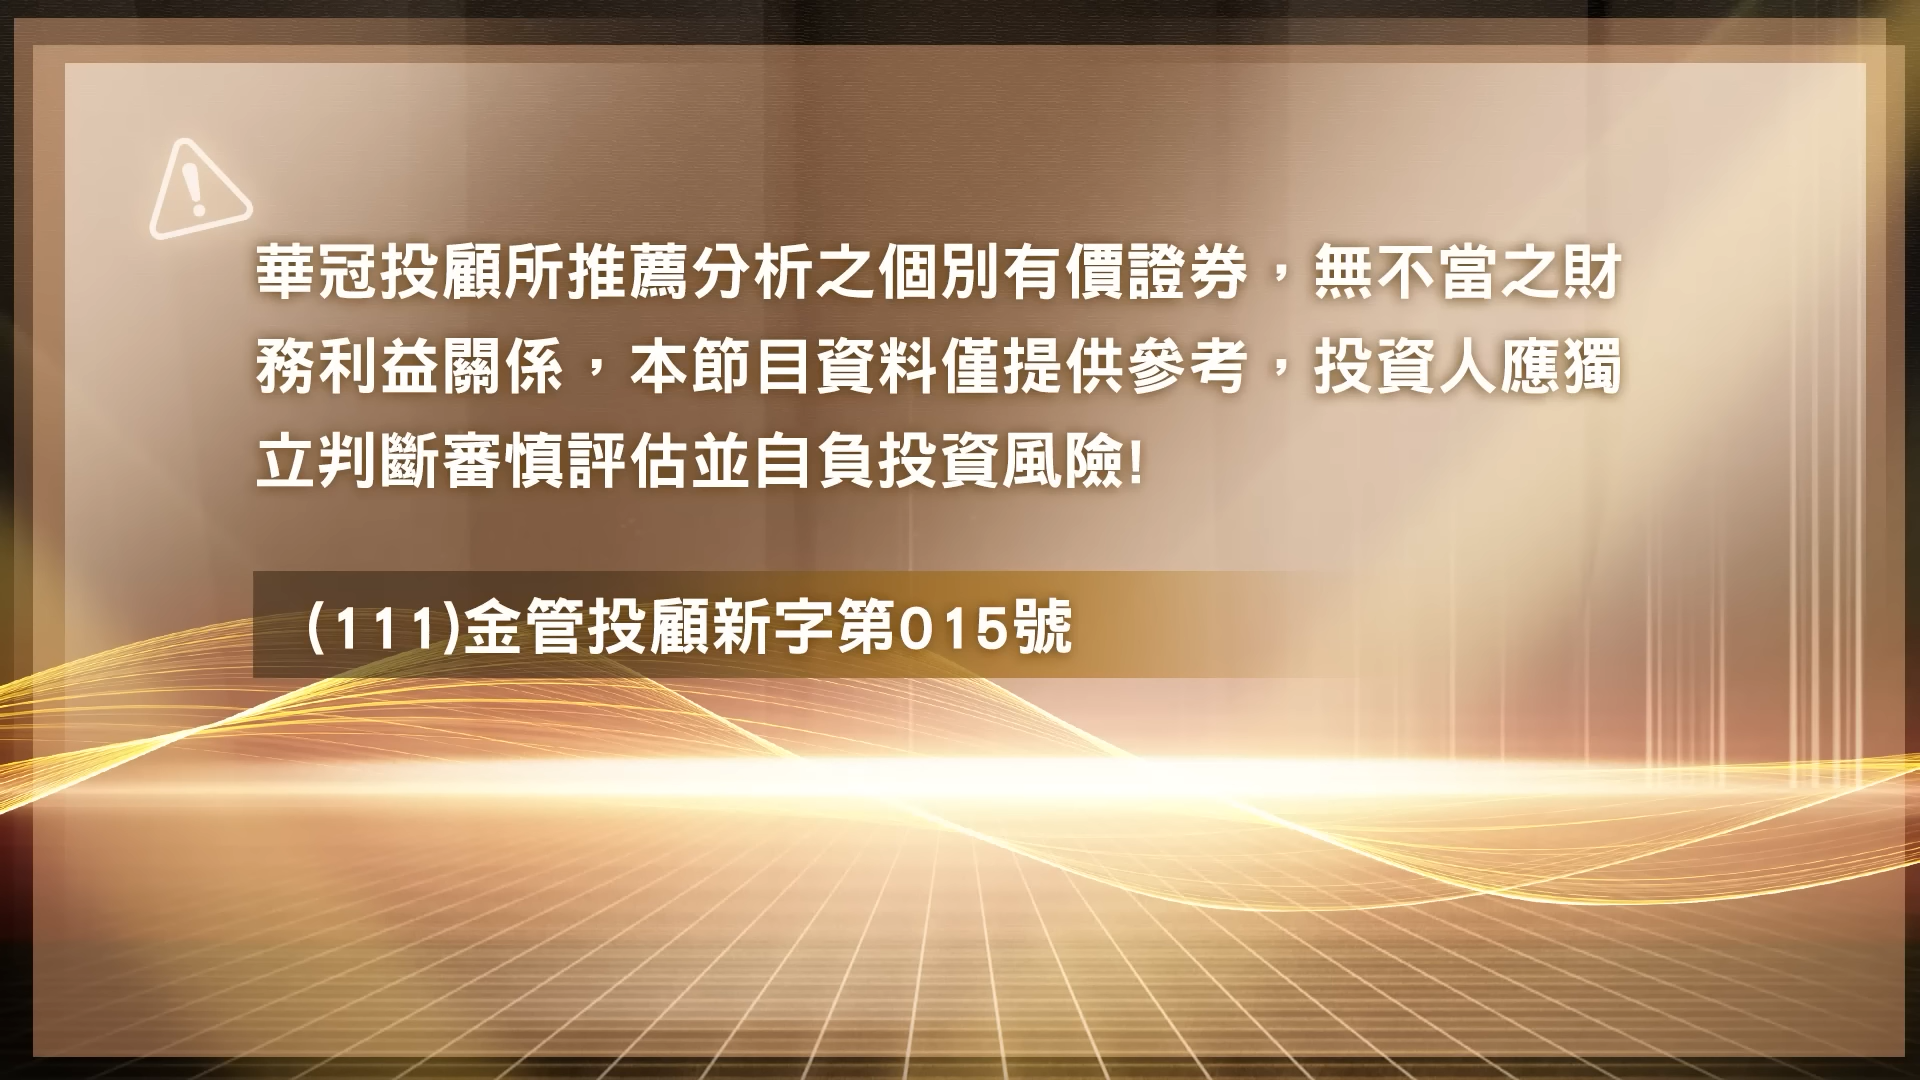 華冠投顧所推薦分析之個別有價證券，無不當之財
務利益關係，本節目資料僅提供參考，投資人應獨
立判斷審慎評估並自負投資風險!
(111)金管投顧新字第015號